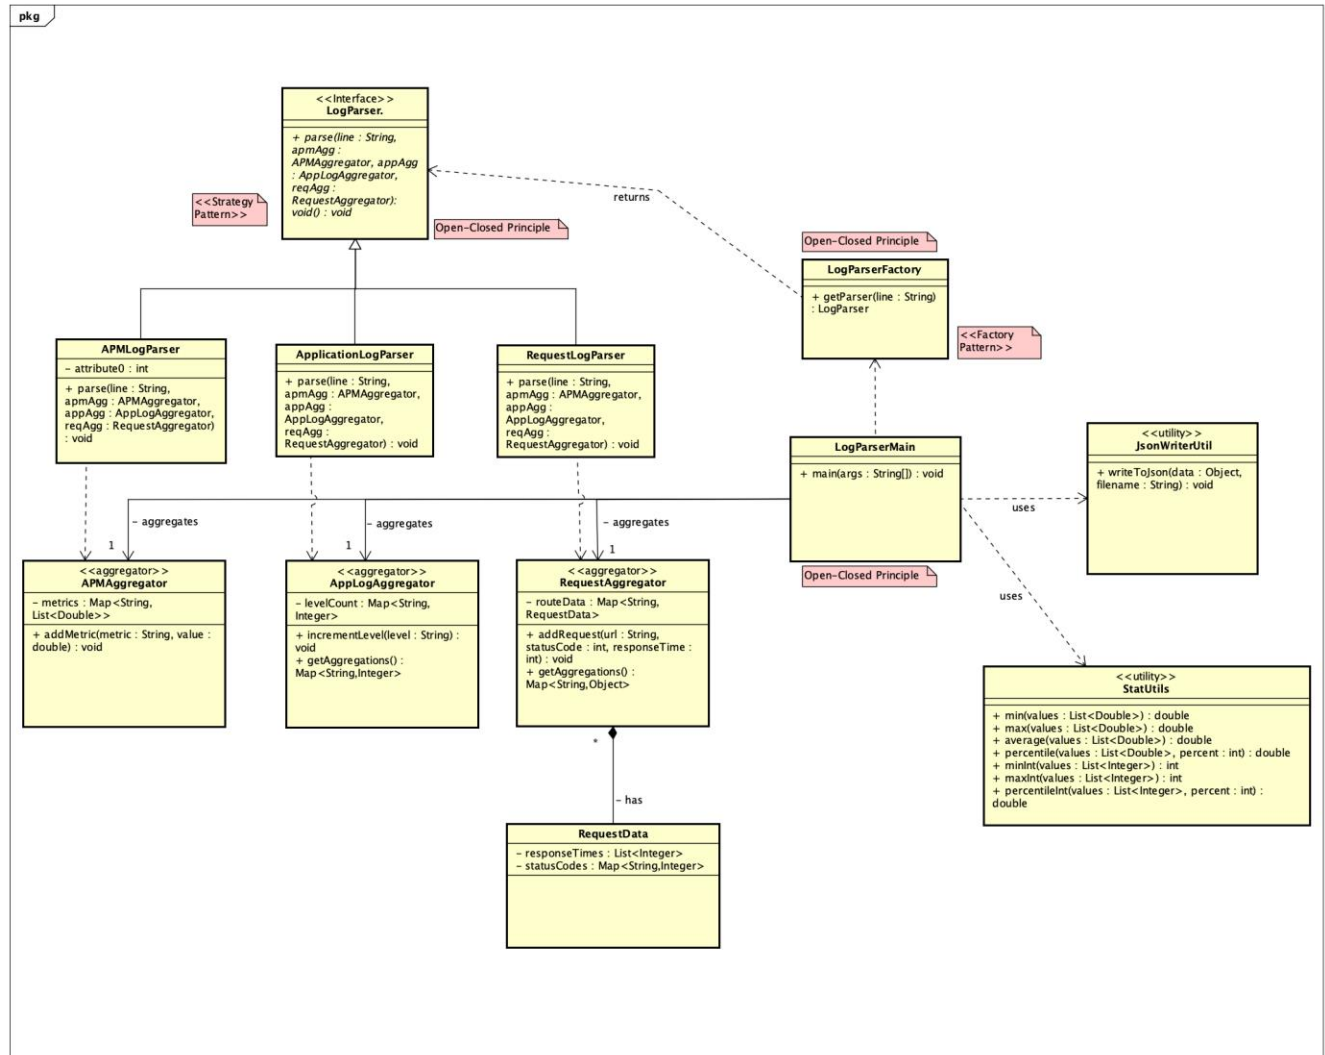 pkg
<<Interface>>
LogParser.
+ parse(line : String,
apmAgg :
APMAggregator, appAgg
: AppLogAggregator,
reqAgg :
RequestAggregator):
void() : void
<<Strategy
Pattern>>
Open-Closed Principle
returns
Open-Closed Principle
LogParserFactory
+ getParser(line : String)
: LogParser
<<Factory
Pattern>>
APMLogParser
- attribute0 : int
+ parse(line : String,
apmAgg : APMAggregator,
appAgg : AppLogAggregator,
reqAgg : RequestAggregator)
: void
ApplicationLogParser
+ parse(line : String,
apmAgg : APMAggregator,
appAgg :
AppLogAggregator,
reqAgg :
RequestAggregator) : void
RequestLogParser
+ parse(line : String,
apmAgg : APMAggregator,
appAgg :
AppLogAggregator,
reqAgg :
RequestAggregator) : void
LogParserMain
+ main(args : String[]) : void
Open-Closed Principle
<<utility>>
JsonWriterUtil
+ writeToJson(data : Object,
filename : String) : void
uses
uses
- aggregates
1
- aggregates
1
- aggregates
1
<<aggregator>>
APMAggregator
- metrics : Map<String,
List<Double>>
+ addMetric(metric : String, value :
double) : void
<<aggregator>>
AppLogAggregator
- levelCount : Map<String,
Integer>
+ incrementLevel(level : String) :
void
+ getAggregations() :
Map<String,Integer>
<<aggregator>>
RequestAggregator
- routeData : Map<String,
RequestData>
+ addRequest(url : String,
statusCode : int, responseTime :
int) : void
+ getAggregations() :
Map<String,Object>
*
- has
RequestData
- responseTimes : List<Integer>
- statusCodes : Map<String,Integer>
<<utility>>
StatUtils
+ min(values : List<Double>) : double
+ max(values : List<Double>) : double
+ average(values : List<Double>) : double
+ percentile(values : List<Double>, percent : int) : double
+ minInt(values : List<Integer>) : int
+ maxInt(values : List<Integer>) : int
+ percentileInt(values : List<Integer>, percent : int) :
double